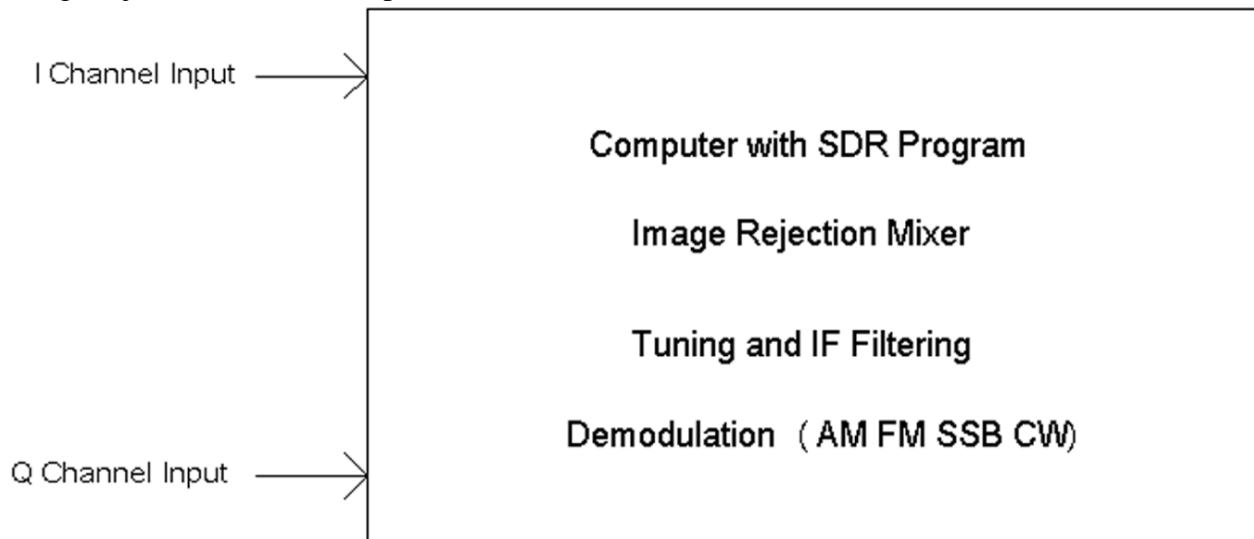 I Channel Input
Computer with SDR Program
Image Rejection Mixer
Tuning and IF Filtering
Demodulation ( AM FM SSB CW)
Q Channel Input